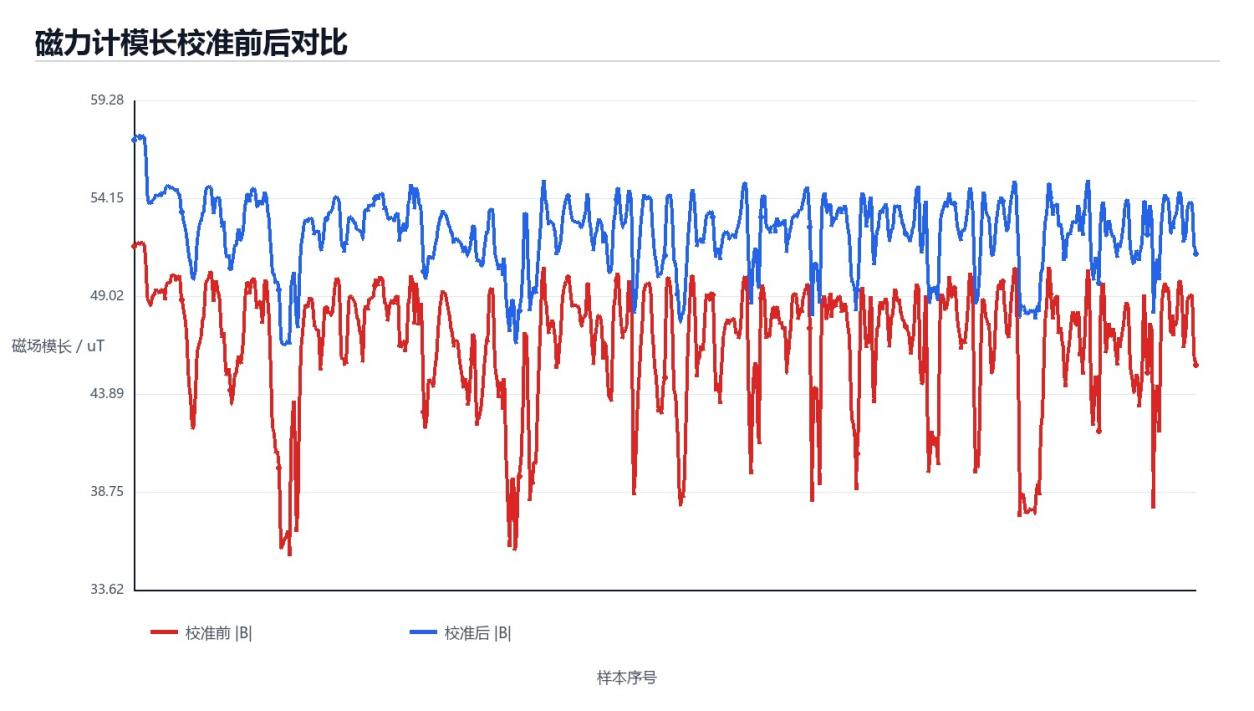 磁力计模长校准前后对比
59.28
54.15
49.02
磁场模长 / uT
43.89
38.75
33.62
校准前 |B|
校准后 |B|
样本序号